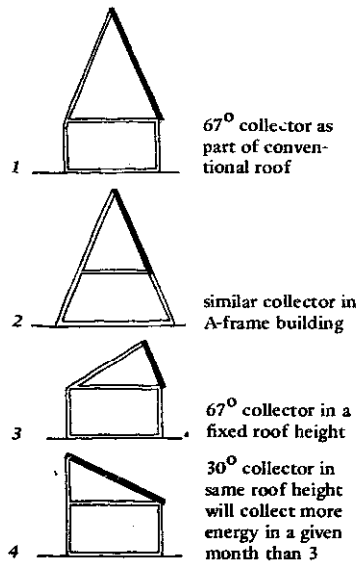 67° collector as
part of conven-
tional roof
1
similar collector in
A-frame building
2
67° collector in a
fixed roof height
3
30° collector in
same roof height
will collect more
energy in a given
month than 3
4